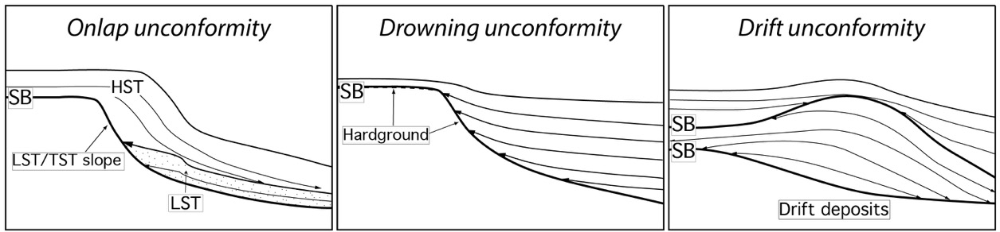 Onlap unconformity
HST
SB
LST/TST slope
LST
Drowning unconformity
SB
Hardground
Drift unconformity
SB
SB
Drift deposits